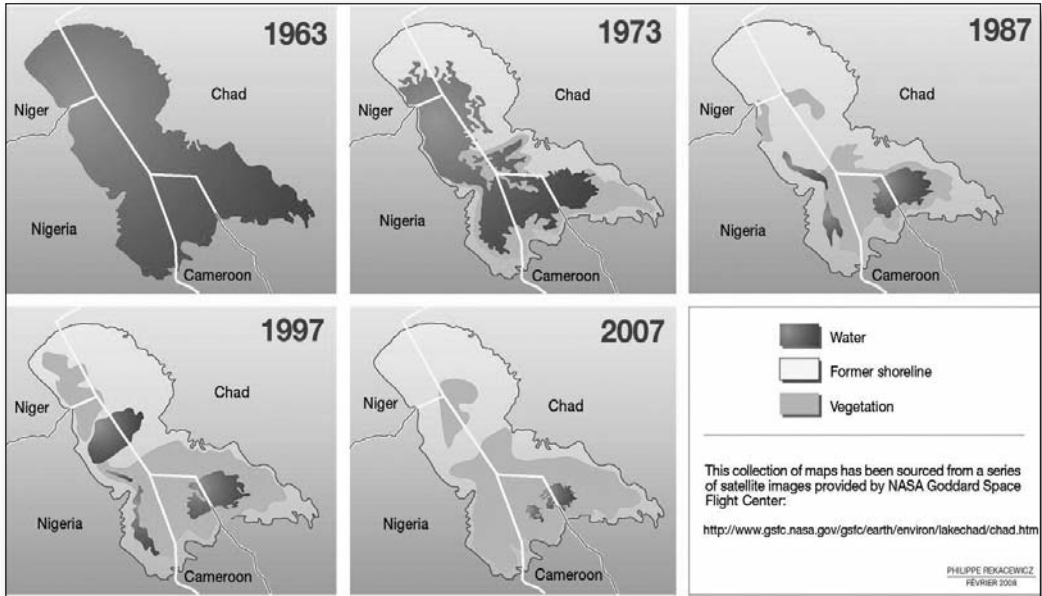 1963
Niger
Chad
Nigeria
Cameroon
1973
Niger
Chad
Nigeria
Cameroon
1987
Niger
Chad
Nigeria
Cameroon
1997
Niger
Chad
Nigeria
Cameroon
2007
Niger
Chad
Nigeria
Cameroon
Water
Former shoreline
Vegetation
This collection of maps has been sourced from a series
of satellite images provided by NASA Goddard Space
Flight Center:
http://www.gsfc.nasa.gov/gsfc/earth/environ/lakechad/chad.htm
PHILIPPE REKACEWICZ
FÉVRIER 2008